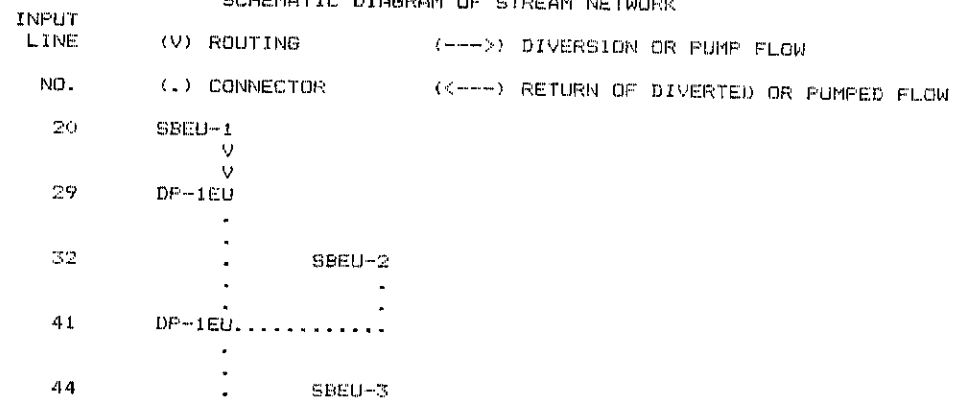 SCHEMATIC DIAGRAM OF STREAM NETWORK
INPUT
LINE (V) ROUTING (--->) DIVERSION OR PUMP FLOW
NO. (.) CONNECTOR (<---) RETURN OF DIVERTED OR PUMPED FLOW
20 SBEU-1
V
V
29 DP-1EU
.
.
32 . SBEU-2
. .
. .
41 DP-1EU............
.
.
44 . SBEU-3